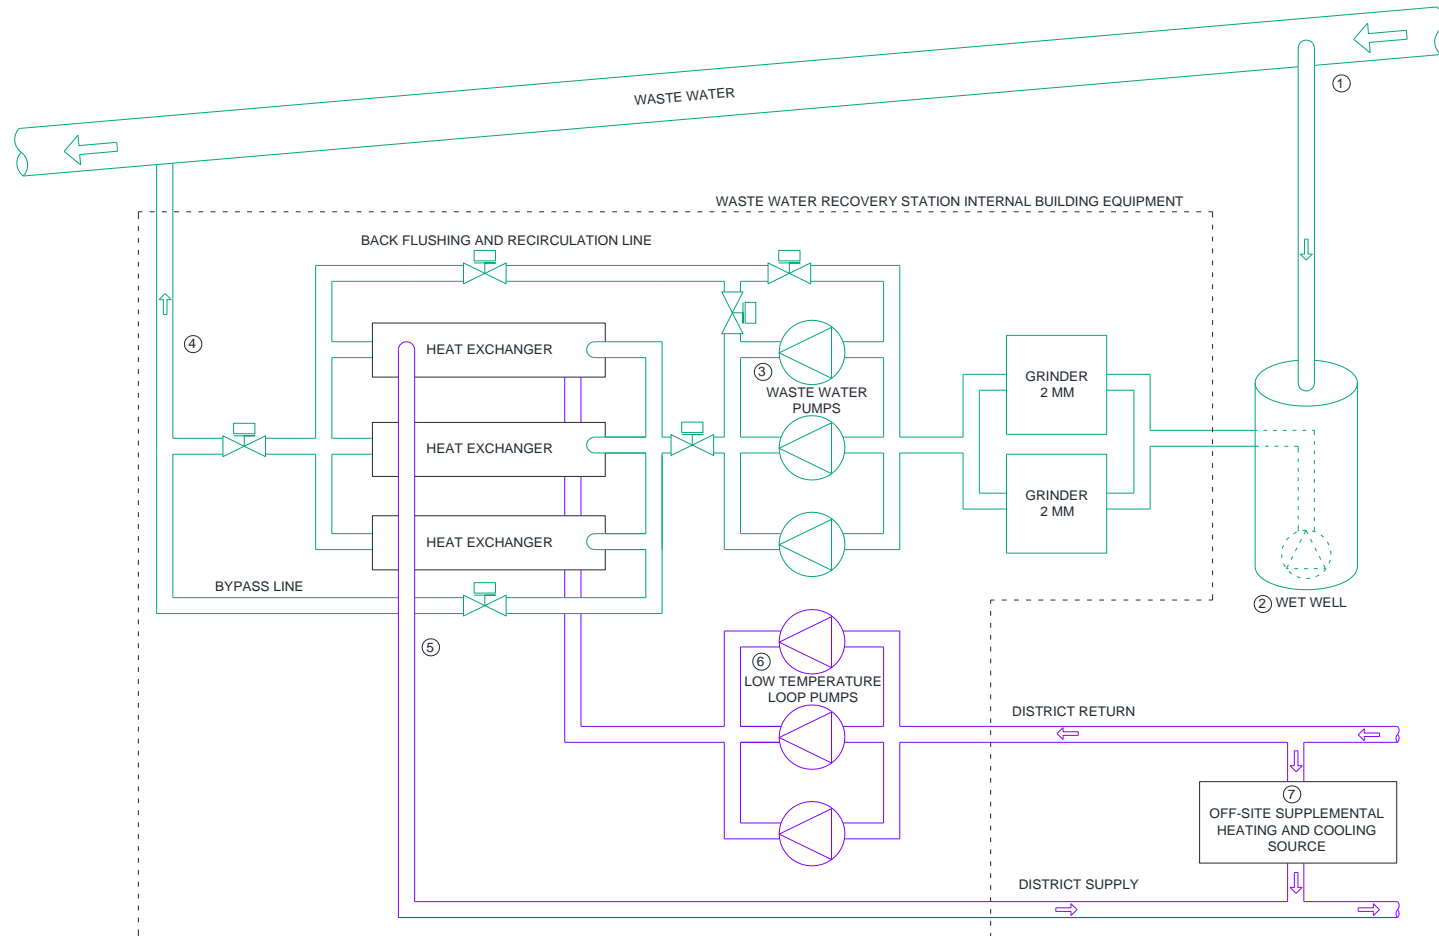 1
WASTE WATER
WASTE WATER RECOVERY STATION INTERNAL BUILDING EQUIPMENT
BACK FLUSHING AND RECIRCULATION LINE
4
HEAT EXCHANGER
3
WASTE WATER
PUMPS
GRINDER
2 MM
HEAT EXCHANGER
GRINDER
2 MM
HEAT EXCHANGER
BYPASS LINE
2 WET WELL
5
6
LOW TEMPERATURE
LOOP PUMPS
DISTRICT RETURN
7
OFF-SITE SUPPLEMENTAL
HEATING AND COOLING
SOURCE
DISTRICT SUPPLY